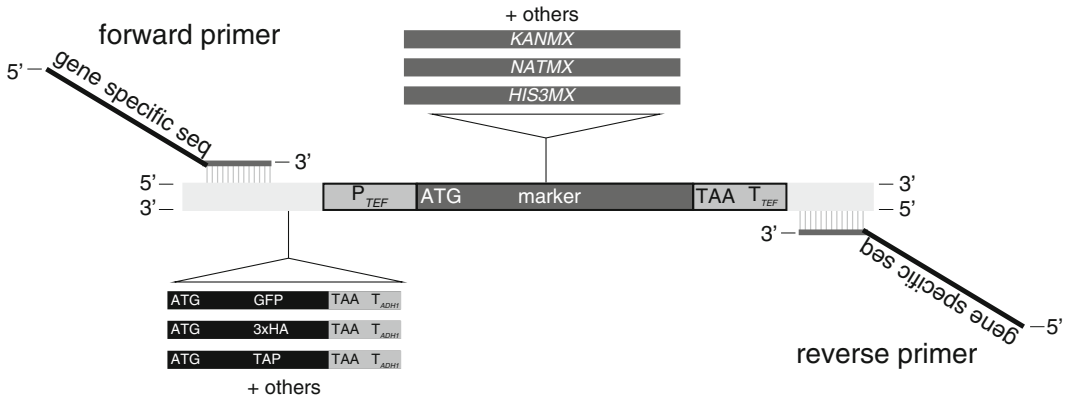 + others
forward primer
KANMX
5' gene specific seq
NATMX
HIS3MX
3'
5' 3'
P TEF ATG marker TAA T TEF
3' 5'
3'
gene specific seq 5'
ATG GFP TAA T ADH1
ATG 3xHA TAA T ADH1
ATG TAP TAA T ADH1
reverse primer
+ others